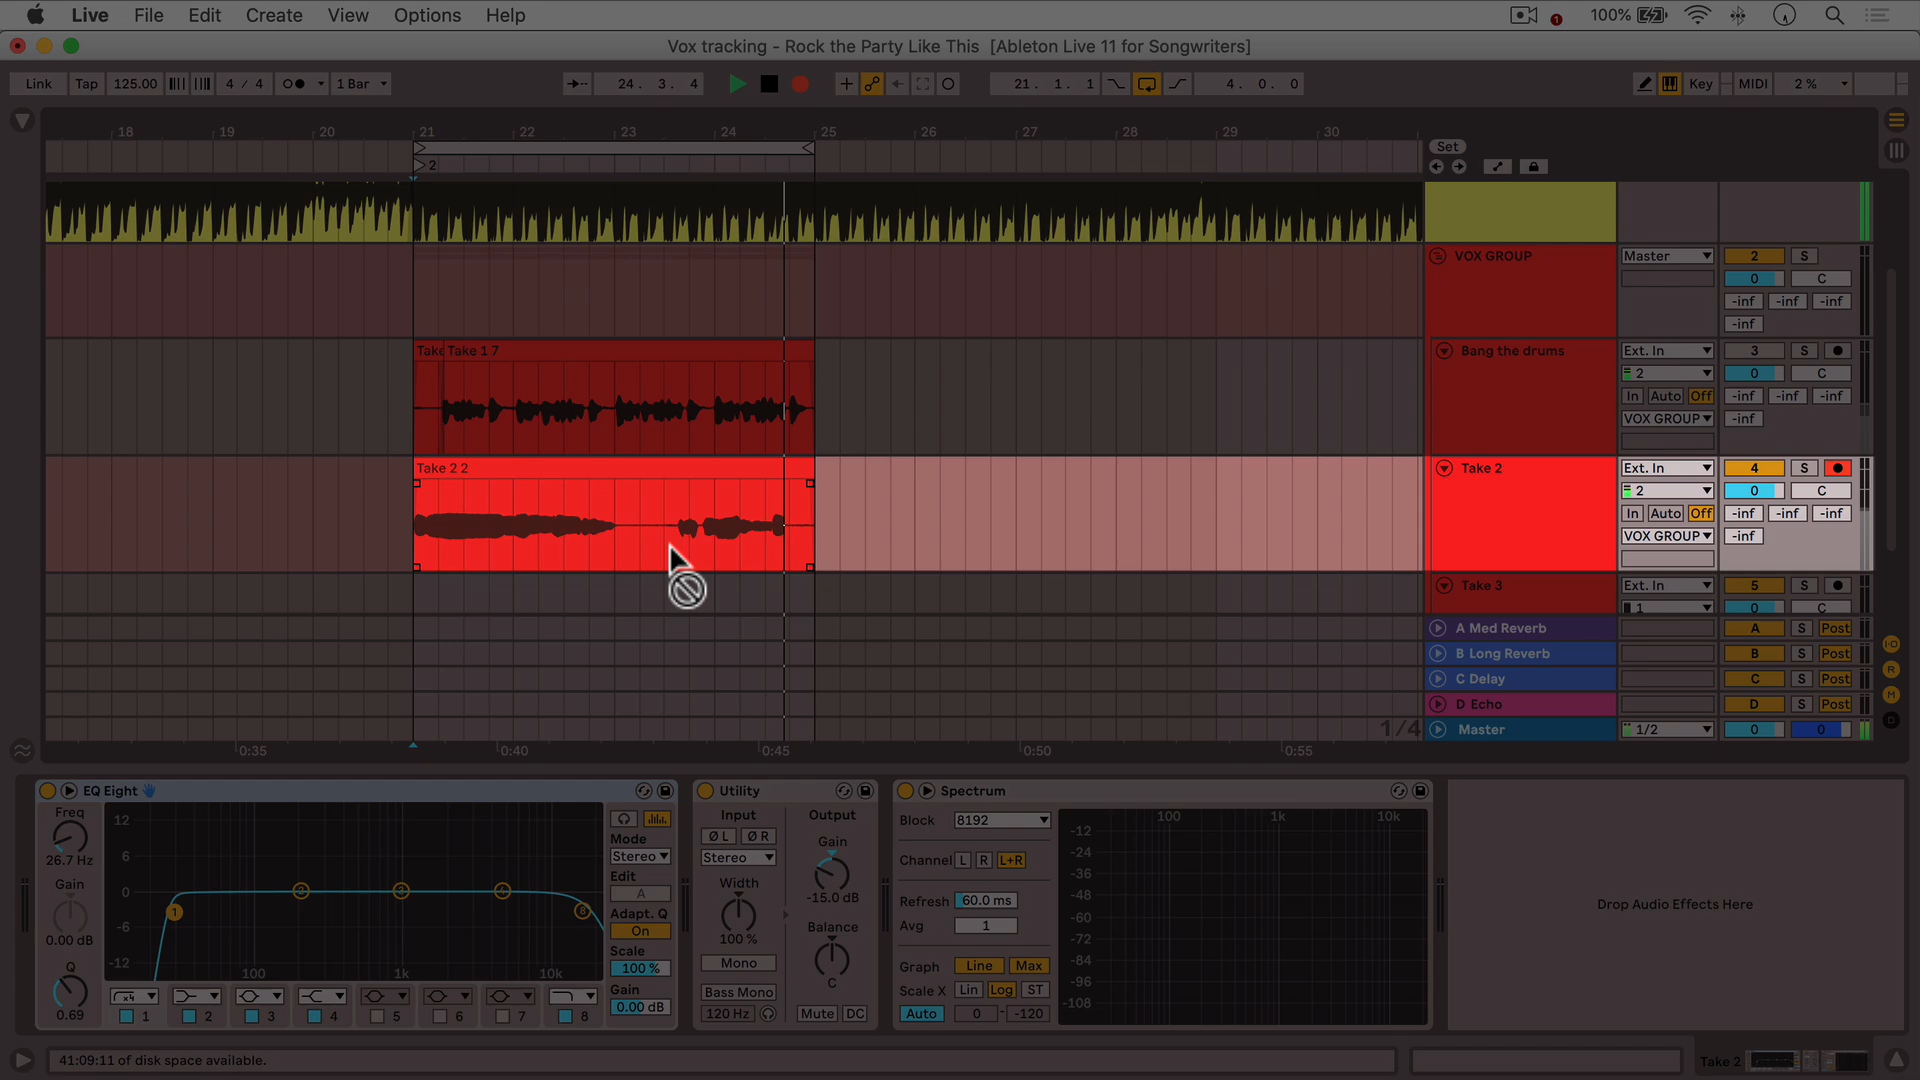 Live File Edit Create View Options Help 1 100%
Vox tracking - Rock the Party Like This [Ableton Live 11 for Songwriters]
Link Tap 125.00 4 / 4 1 Bar 24. 3. 4 21. 1. 1 4. 0. 0 Key MIDI 2 %
18 19 20 21 22 23 24 25 26 27 28 29 30
Set
2
VOX GROUP Master 2 S
0 C
-inf -inf -inf
-inf
Take Take 1 7 Bang the drums Ext. In 3 S
2 0 C
In Auto Off -inf -inf -inf
VOX GROUP -inf
Take 2 2 Take 2 Ext. In 4 S
2 0 C
In Auto Off -inf -inf -inf
VOX GROUP -inf
Take 3 Ext. In 5 S
1 0 C
A Med Reverb A S Post
B Long Reverb B S Post
C Delay C S Post
D Echo D S Post
1/4 Master 1/2 0 0
0:35 0:40 0:45 0:50 0:55
I·O
R
M
D
EQ Eight
Freq
26.7 Hz
Gain
0.00 dB
Q
0.69
12
6
0
-6
-12
100 1k 10k
1 2 3 4 8
Mode
Stereo
Edit
A
Adapt. Q
On
Scale
100 %
Gain
0.00 dB
x4
1 2 3 4 5 6 7 8
Utility
Input Output
Ø L Ø R Gain
Stereo
-15.0 dB
Width
100 %
Balance
C
Mono
Bass Mono
120 Hz Mute DC
Spectrum
Block 8192
Channel L R L+R
Refresh 60.0 ms
Avg 1
Graph Line Max
Scale X Lin Log ST
Auto 0 - -120
100 1k 10k
-12
-24
-36
-48
-60
-72
-84
-96
-108
Drop Audio Effects Here
41:09:11 of disk space available.
Take 2